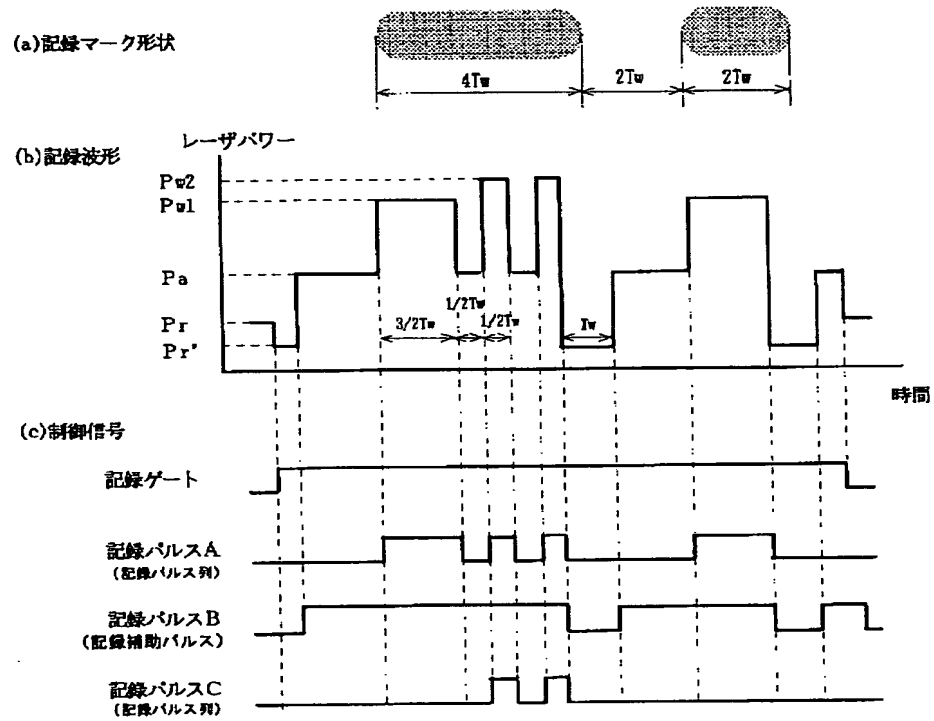 (a)記録マーク形状
4Tw
2Tw
2Tw
(b)記録波形
レーザパワー
Pw2
Pw1
Pa
Pr
Pr'
3/2Tw
1/2Tw
1/2Tw
Tw
時間
(c)制御信号
記録ゲート
記録パルスA
(記録パルス列)
記録パルスB
(記録補助パルス)
記録パルスC
(記録パルス列)